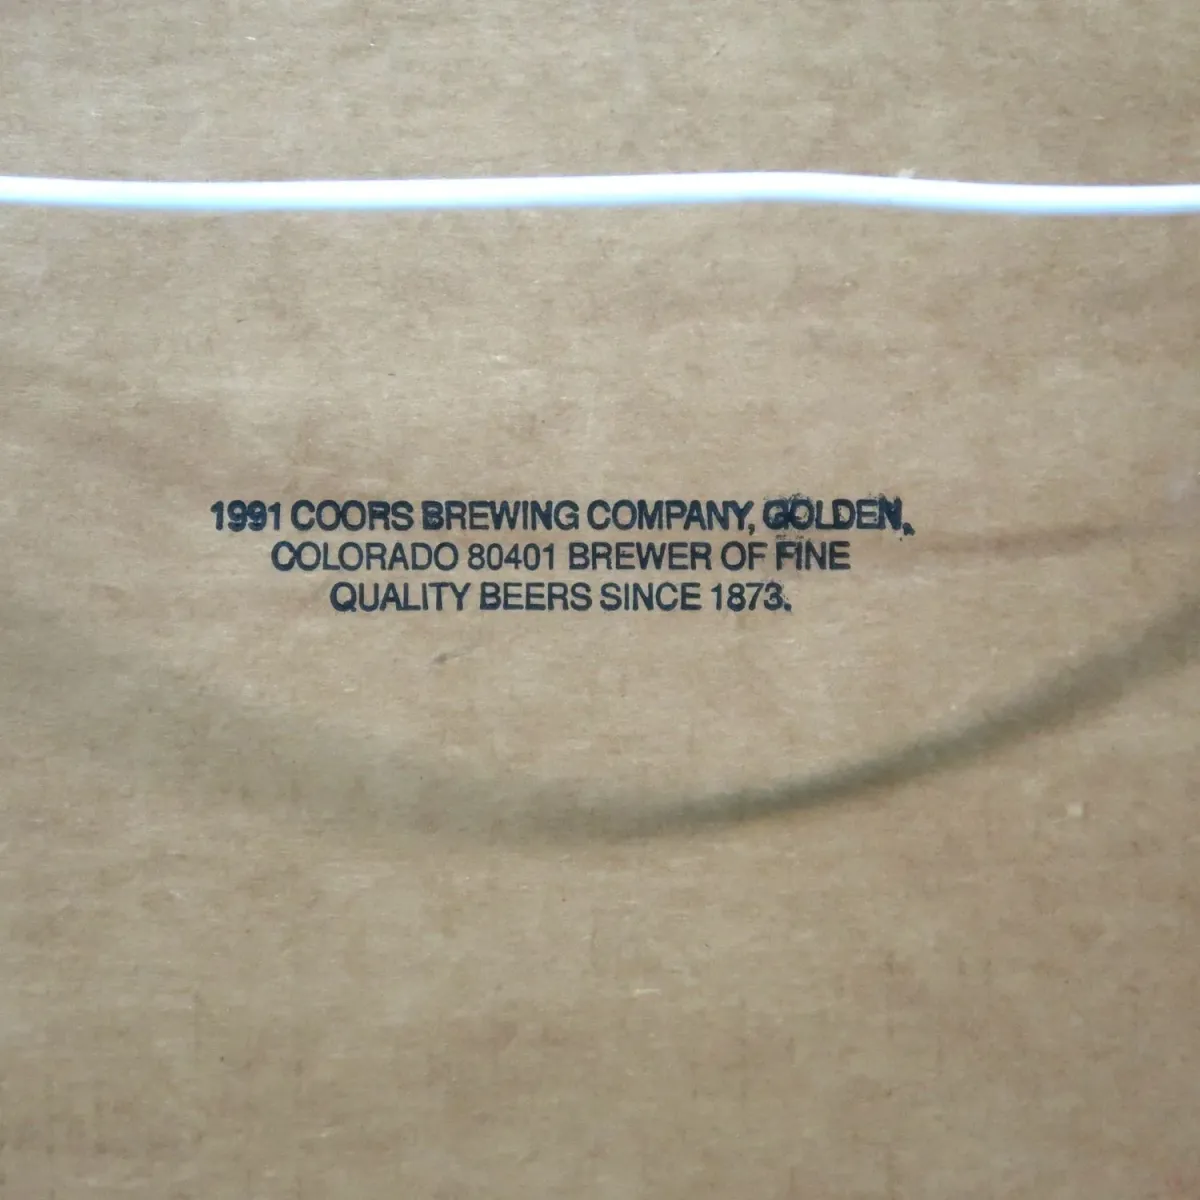 1991 COORS BREWING COMPANY, GOLDEN,
COLORADO 80401 BREWER OF FINE
QUALITY BEERS SINCE 1873.